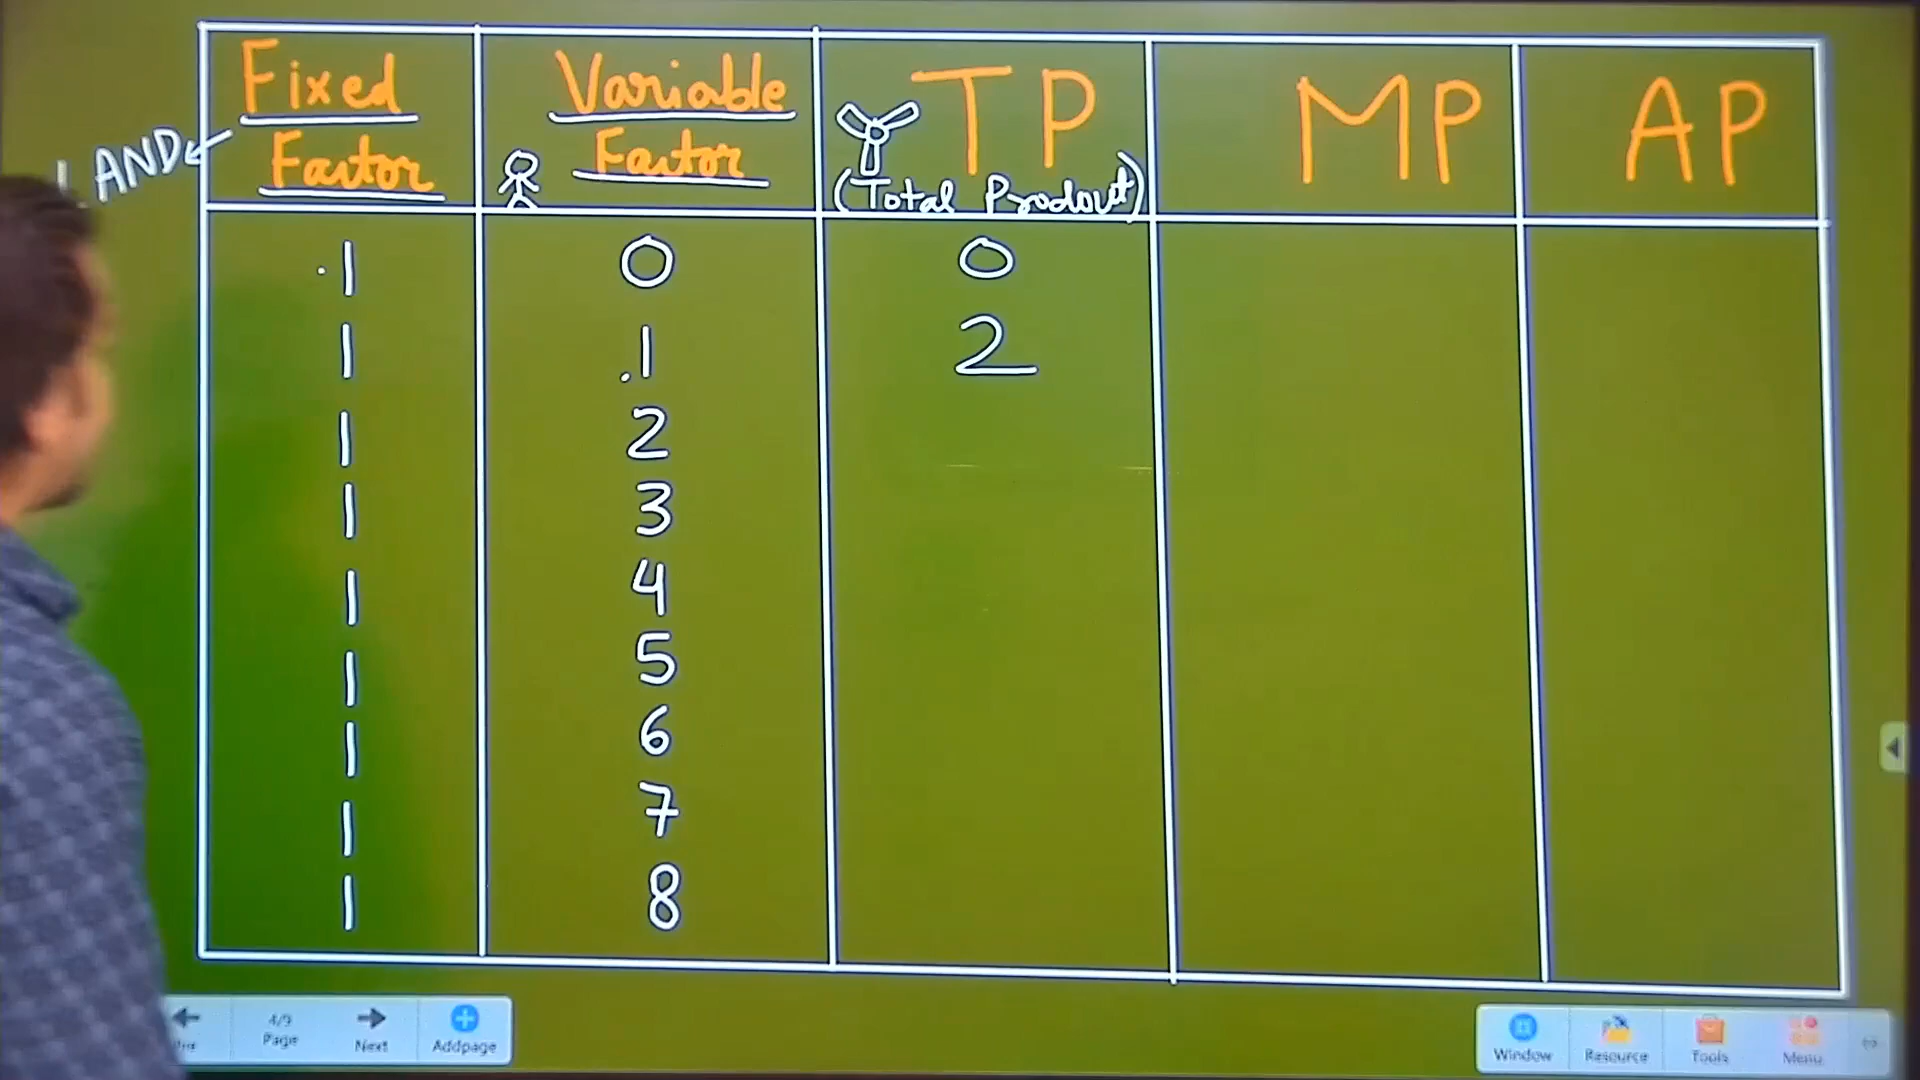 Fixed Factor
Variable Factor
TP
(Total Prodout)
MP
AP
LAND
1 0 0
1 1 2
1 2
1 3
1 4
1 5
1 6
1 7
1 8
4/9
Page
Next
Addpage
Window
Resource
Tools
Menu